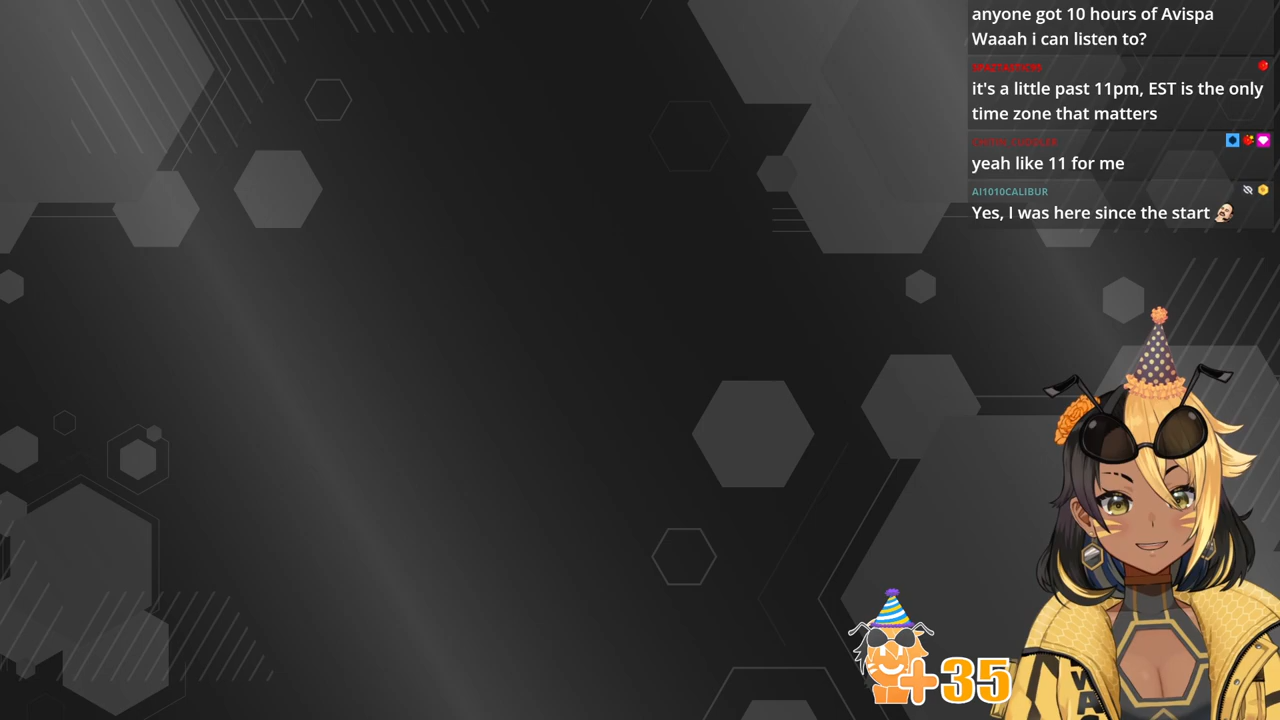 anyone got 10 hours of Avispa
Waaah i can listen to?
it's a little past 11pm, EST is the only
time zone that matters
yeah like 11 for me
AI1010CALIBUR
Yes, I was here since the start
+35